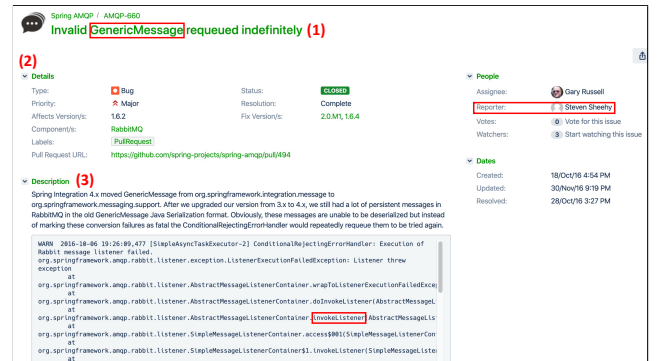 Spring AMQP / AMQP-660
Invalid GenericMessage requeued indefinitely (1)
(2)
Details
Type: Bug Status: CLOSED
Priority: Major Resolution: Complete
Affects Version/s: 1.6.2 Fix Version/s: 2.0.M1, 1.6.4
Component/s: RabbitMQ
Labels: PullRequest
Pull Request URL: https://github.com/spring-projects/spring-amqp/pull/494
People
Assignee: Gary Russell
Reporter: Steven Sheehy
Votes: 0 Vote for this issue
Watchers: 3 Start watching this issue
Dates
Created: 18/Oct/16 4:54 PM
Updated: 30/Nov/16 9:19 PM
Resolved: 28/Oct/16 3:27 PM
Description (3)
Spring Integration 4.x moved GenericMessage from org.springframework.integration.message to
org.springframework.messaging.support. After we upgraded our version from 3.x to 4.x, we still had a lot of persistent messages in
RabbitMQ in the old GenericMessage Java Serialization format. Obviously, these messages are unable to be deserialized but instead
of marking these conversion failures as fatal the ConditionalRejectingErrorHandler would repeatedly requeue them to be tried again.
WARN 2016-10-06 19:26:09,477 [SimpleAsyncTaskExecutor-2] ConditionalRejectingErrorHandler: Execution of
Rabbit message listener failed.
org.springframework.amqp.rabbit.listener.exception.ListenerExecutionFailedException: Listener threw
exception
at
org.springframework.amqp.rabbit.listener.AbstractMessageListenerContainer.wrapToListenerExecutionFailedExcep
at
org.springframework.amqp.rabbit.listener.AbstractMessageListenerContainer.doInvokeListener(AbstractMessageL
at
org.springframework.amqp.rabbit.listener.AbstractMessageListenerContainer.invokeListener(AbstractMessageLis
at
org.springframework.amqp.rabbit.listener.SimpleMessageListenerContainer.access$001(SimpleMessageListenerCon
at
org.springframework.amqp.rabbit.listener.SimpleMessageListenerContainer$1.invokeListener(SimpleMessageListe
at